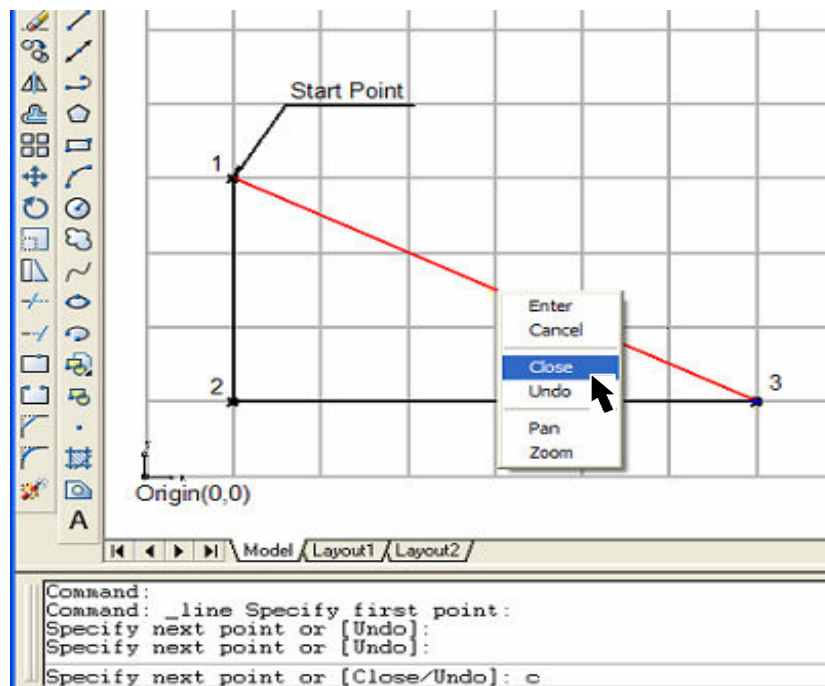 Start Point
1
Enter
Cancel
Close
Undo
Pan
Zoom
2
3
Origin(0,0)
A
Model
Layout1
Layout2
Command:
Command: _line Specify first point:
Specify next point or [Undo]:
Specify next point or [Undo]:
Specify next point or [Close/Undo]: c